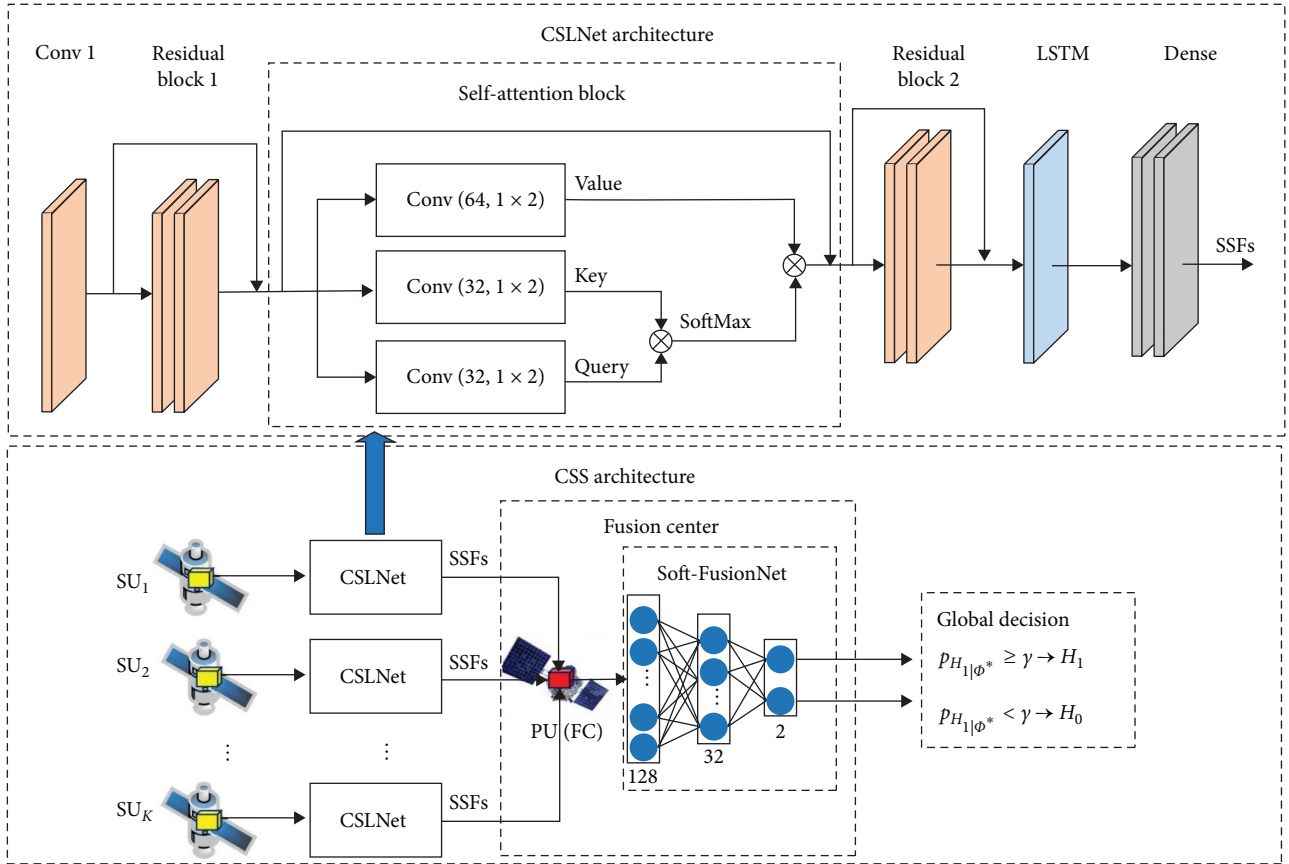 CSLNet architecture
Conv 1
Residual
block 1
Self-attention block
Residual
block 2
LSTM
Dense
Conv (64, 1 × 2)
Value
Conv (32, 1 × 2)
Key
SoftMax
Conv (32, 1 × 2)
Query
SSFs
CSS architecture
Fusion center
Soft-FusionNet
SU1
CSLNet
SSFs
SU2
CSLNet
SSFs
PU (FC)
⋮
...
⋮
SUK
CSLNet
SSFs
128
32
2
Global decision
pH1|Φ* ≥ γ → H1
pH1|Φ* < γ → H0